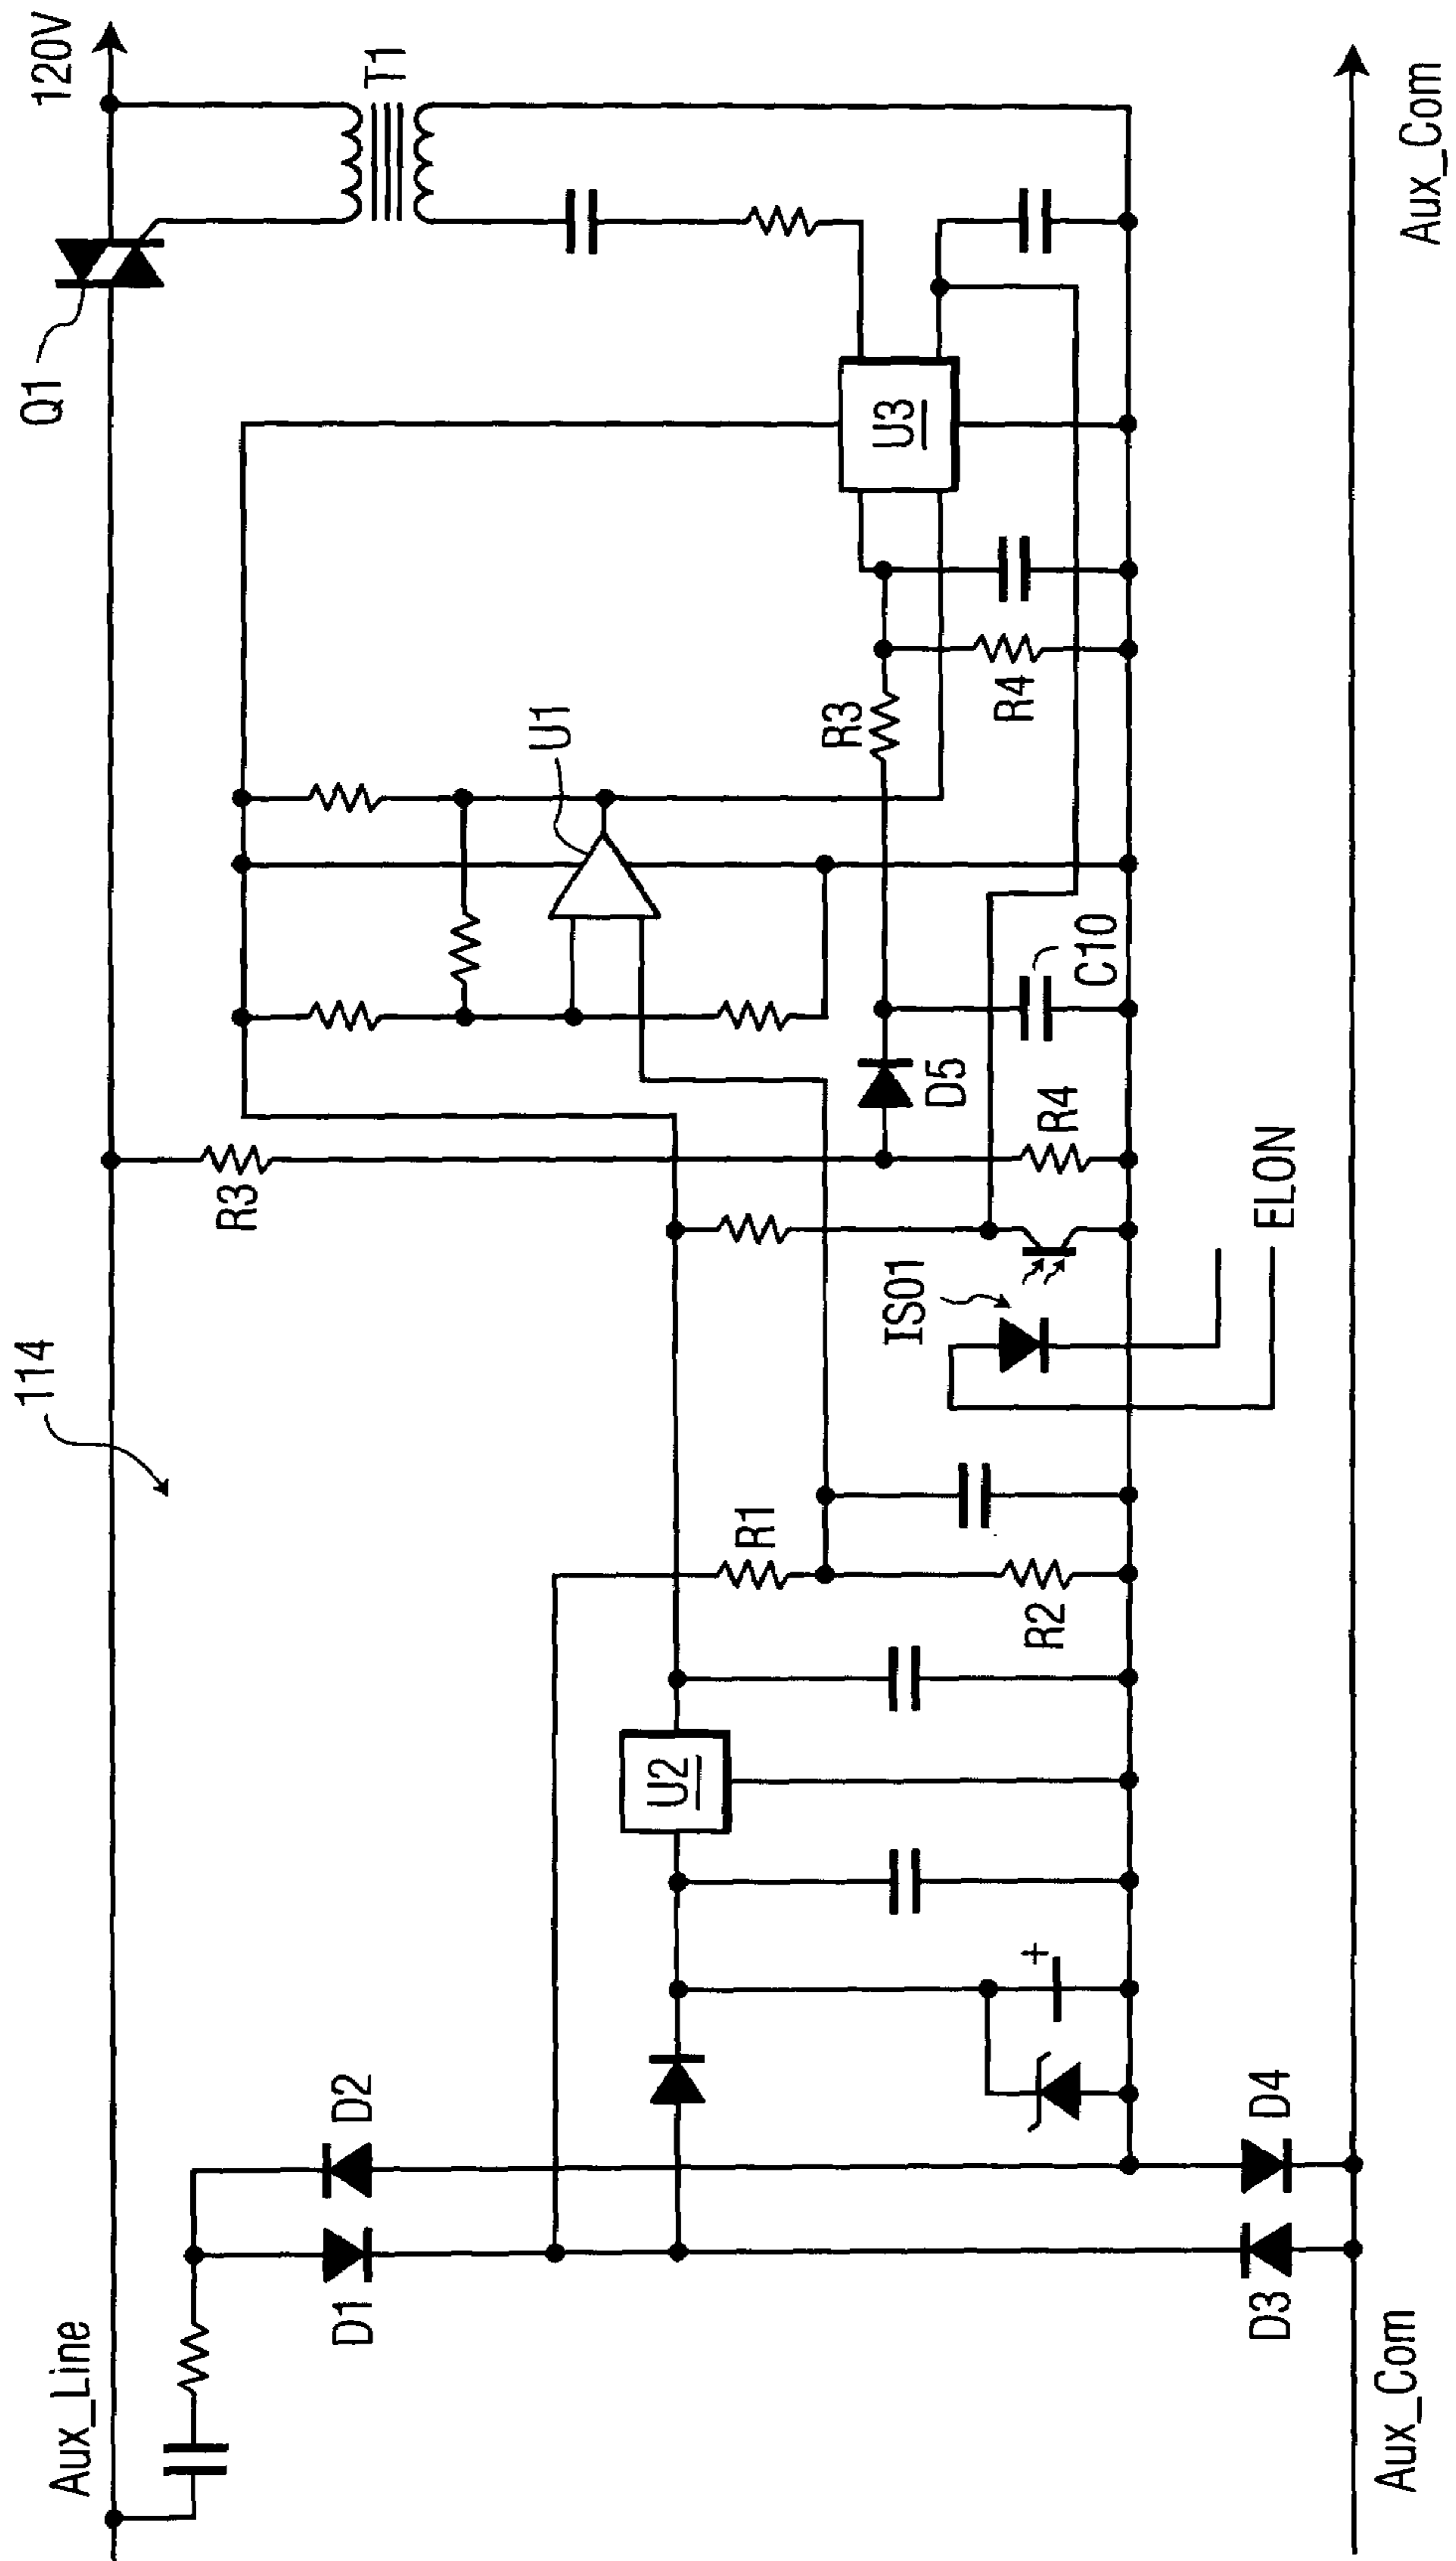 114
Q1
120V
Aux_Line
R3
T1
D1
D2
U1
U2
R1
ISO1
D5
R3
U3
R2
R4
C10
R4
+
D3
D4
ELON
Aux_Com
Aux_Com